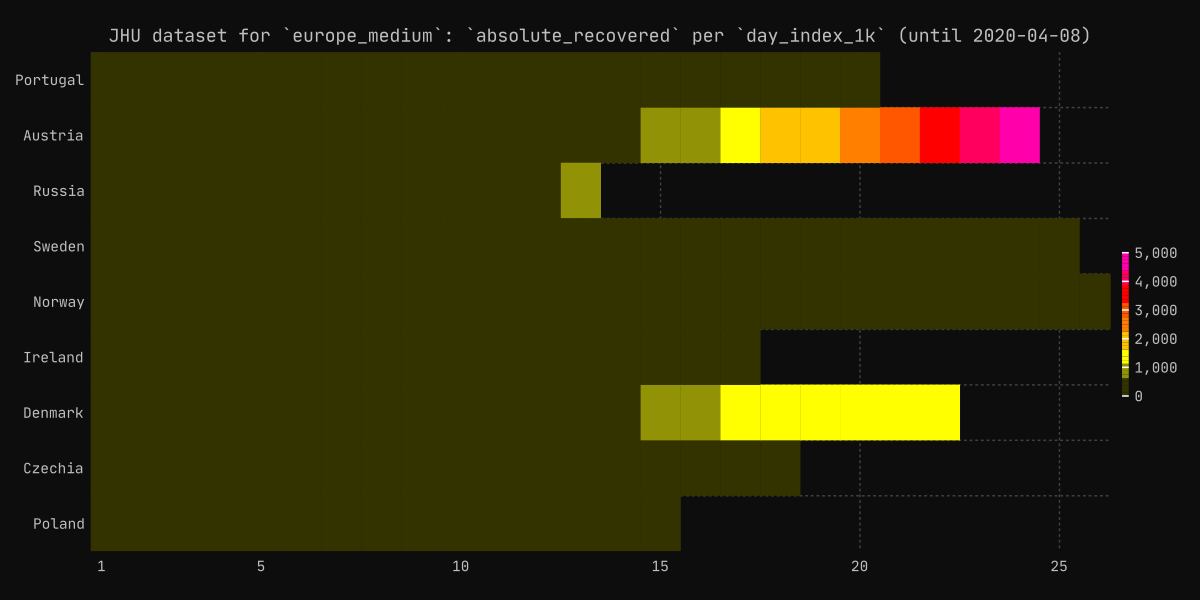 JHU dataset for `europe_medium`: `absolute_recovered` per `day_index_1k` (until 2020-04-08)
Portugal
Austria
Russia
Sweden
Norway
Ireland
Denmark
Czechia
Poland
5,000
4,000
3,000
2,000
1,000
0
1 5 10 15 20 25